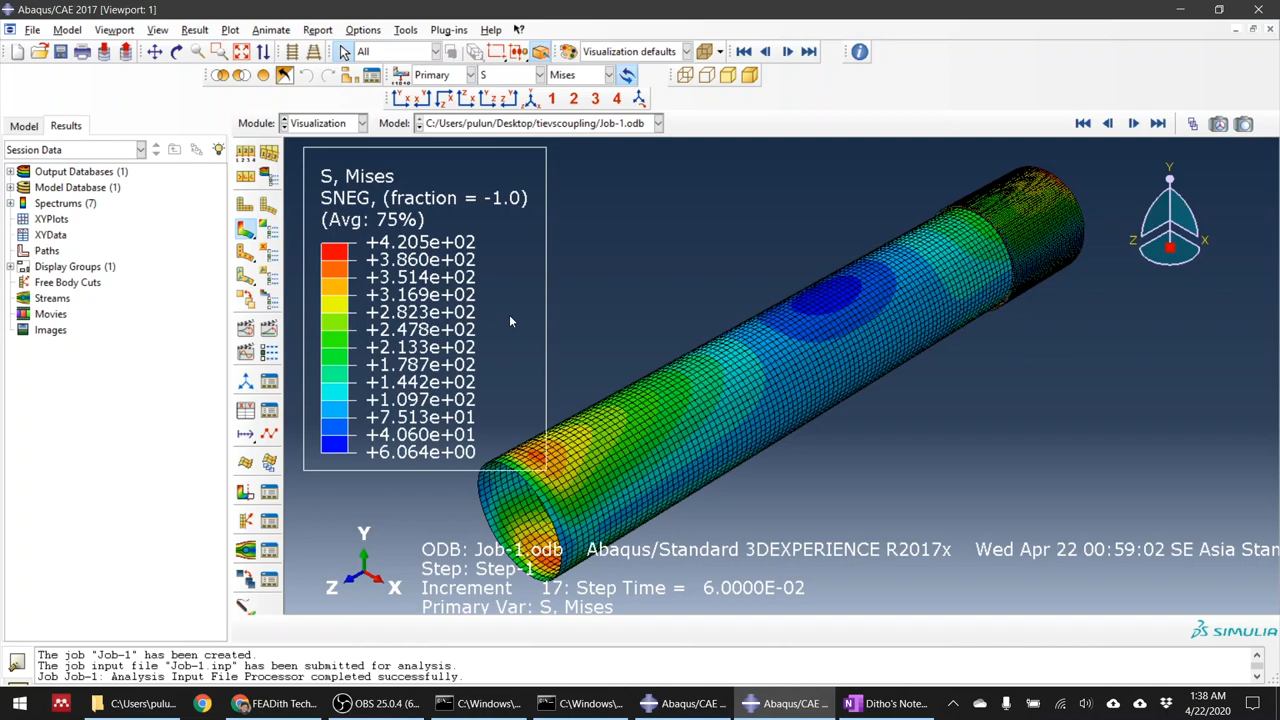 Abaqus/CAE 2017 [Viewport: 1]
File Model Viewport View Result Plot Animate Report Options Tools Plug-ins Help
All Visualization defaults
Primary S Mises
1 2 3 4
Model Results Module: Visualization Model: C:/Users/pulun/Desktop/tievscoupling/Job-1.odb
Session Data
Output Databases (1)
Model Database (1)
Spectrums (7)
XYPlots
XYData
Paths
Display Groups (1)
Free Body Cuts
Streams
Movies
Images
S, Mises
SNEG, (fraction = -1.0)
(Avg: 75%)
+4.205e+02
+3.860e+02
+3.514e+02
+3.169e+02
+2.823e+02
+2.478e+02
+2.133e+02
+1.787e+02
+1.442e+02
+1.097e+02
+7.513e+01
+4.060e+01
+6.064e+00
Y
Z X
Y
Z X
ODB: Job-1.odb Abaqus/Standard 3DEXPERIENCE R2017x Wed Apr 22 00:59:02 SE Asia Stan
Step: Step-1
Increment 17: Step Time = 6.0000E-02
Primary Var: S, Mises
SIMULIA
The job "Job-1" has been created.
The job input file "Job-1.inp" has been submitted for analysis.
Job Job-1: Analysis Input File Processor completed successfully.
C:\Users\pulu... FEADith Tech... OBS 25.0.4 (6... C:\Windows\... C:\Windows\... Abaqus/CAE ... Abaqus/CAE ... Ditho's Note...
1:38 AM
4/22/2020